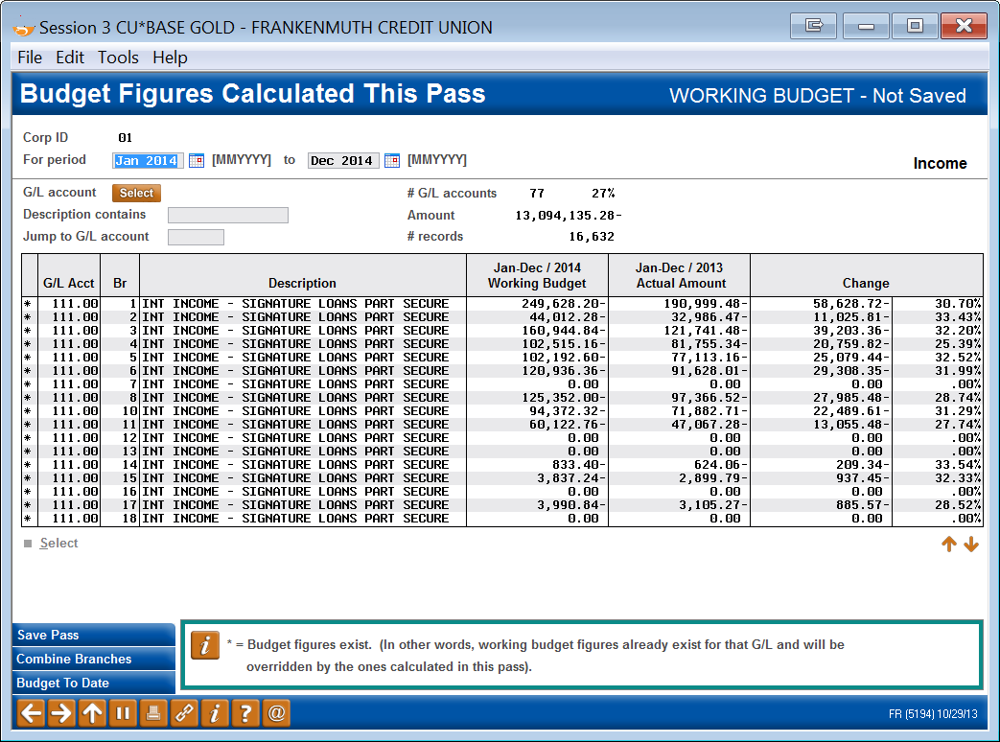 Session 3 CU*BASE GOLD - FRANKENMUTH CREDIT UNION
File Edit Tools Help
Budget Figures Calculated This Pass WORKING BUDGET - Not Saved
Corp ID 01
For period Jan 2014 [MMYYYY] to Dec 2014 [MMYYYY]
Income
G/L account Select # G/L accounts 77 27%
Description contains Amount 13,094,135.28-
Jump to G/L account # records 16,632
Jan-Dec / 2014 Jan-Dec / 2013
G/L Acct Br Description Working Budget Actual Amount Change
* 111.00 1 INT INCOME - SIGNATURE LOANS PART SECURE 249,628.20- 190,999.48- 58,628.72- 30.70%
* 111.00 2 INT INCOME - SIGNATURE LOANS PART SECURE 44,012.28- 32,986.47- 11,025.81- 33.43%
* 111.00 3 INT INCOME - SIGNATURE LOANS PART SECURE 160,944.84- 121,741.48- 39,203.36- 32.20%
* 111.00 4 INT INCOME - SIGNATURE LOANS PART SECURE 102,515.16- 81,755.34- 20,759.82- 25.39%
* 111.00 5 INT INCOME - SIGNATURE LOANS PART SECURE 102,192.60- 77,113.16- 25,079.44- 32.52%
* 111.00 6 INT INCOME - SIGNATURE LOANS PART SECURE 120,936.36- 91,628.01- 29,308.35- 31.99%
* 111.00 7 INT INCOME - SIGNATURE LOANS PART SECURE 0.00 0.00 0.00 .00%
* 111.00 8 INT INCOME - SIGNATURE LOANS PART SECURE 125,352.00- 97,366.52- 27,985.48- 28.74%
* 111.00 10 INT INCOME - SIGNATURE LOANS PART SECURE 94,372.32- 71,882.71- 22,489.61- 31.29%
* 111.00 11 INT INCOME - SIGNATURE LOANS PART SECURE 60,122.76- 47,067.28- 13,055.48- 27.74%
* 111.00 12 INT INCOME - SIGNATURE LOANS PART SECURE 0.00 0.00 0.00 .00%
* 111.00 13 INT INCOME - SIGNATURE LOANS PART SECURE 0.00 0.00 0.00 .00%
* 111.00 14 INT INCOME - SIGNATURE LOANS PART SECURE 833.40- 624.06- 209.34- 33.54%
* 111.00 15 INT INCOME - SIGNATURE LOANS PART SECURE 3,837.24- 2,899.79- 937.45- 32.33%
* 111.00 16 INT INCOME - SIGNATURE LOANS PART SECURE 0.00 0.00 0.00 .00%
* 111.00 17 INT INCOME - SIGNATURE LOANS PART SECURE 3,990.84- 3,105.27- 885.57- 28.52%
* 111.00 18 INT INCOME - SIGNATURE LOANS PART SECURE 0.00 0.00 0.00 .00%
Select
Save Pass
Combine Branches
Budget To Date
* = Budget figures exist. (In other words, working budget figures already exist for that G/L and will be
overridden by the ones calculated in this pass).
FR (5194) 10/29/13